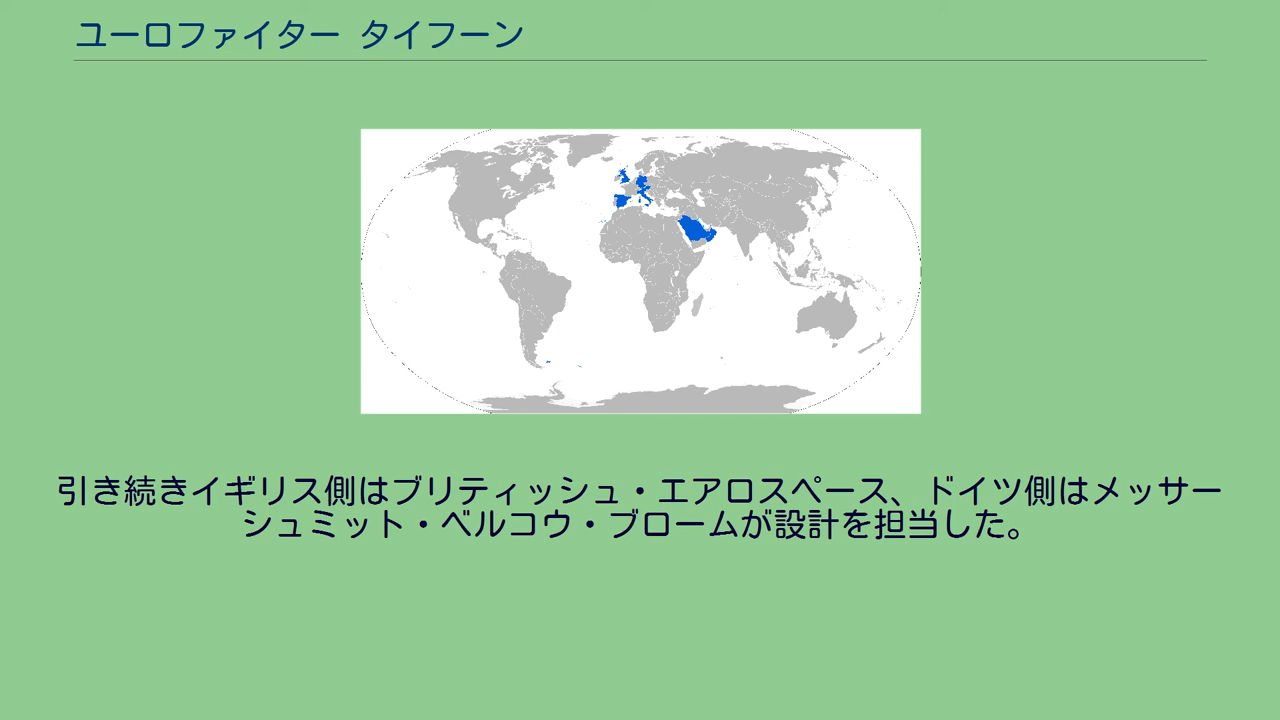 ユーロファイター タイフーン
引き続きイギリス側はブリティッシュ・エアロスペース、ドイツ側はメッサー
シュミット・ベルコウ・ブロームが設計を担当した。